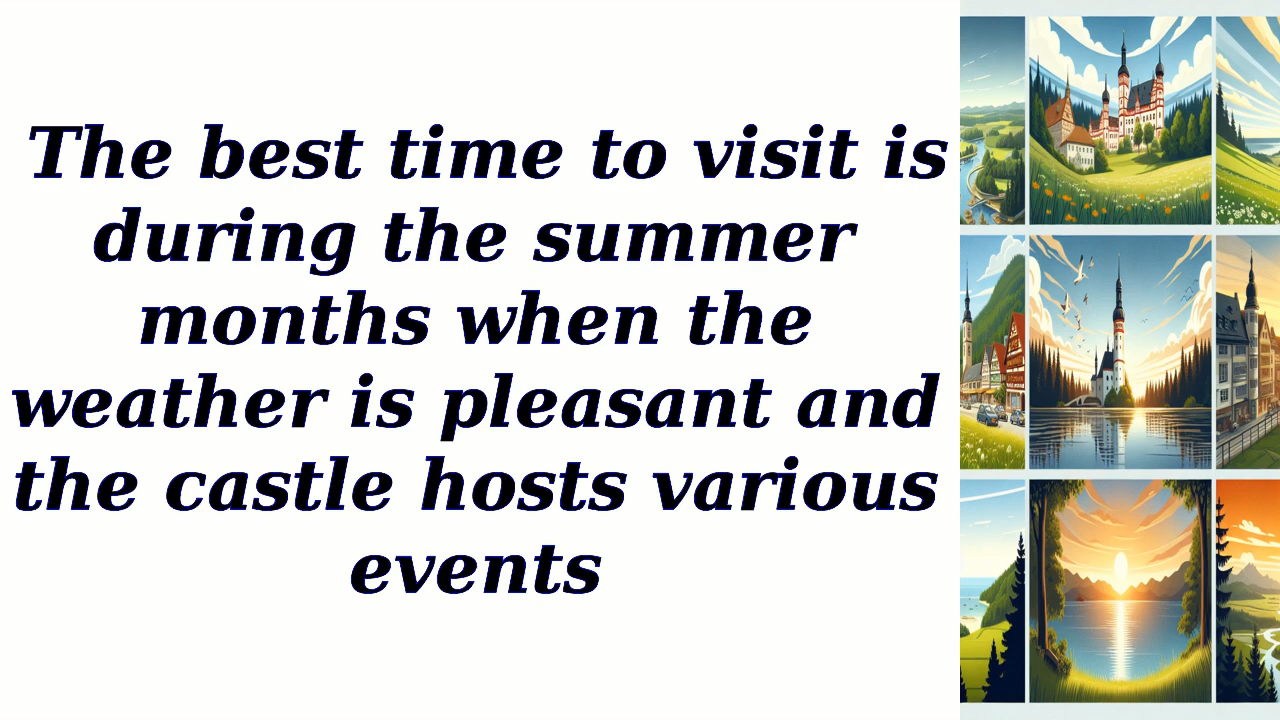 The best time to visit is
during the summer
months when the
weather is pleasant and
the castle hosts various
events